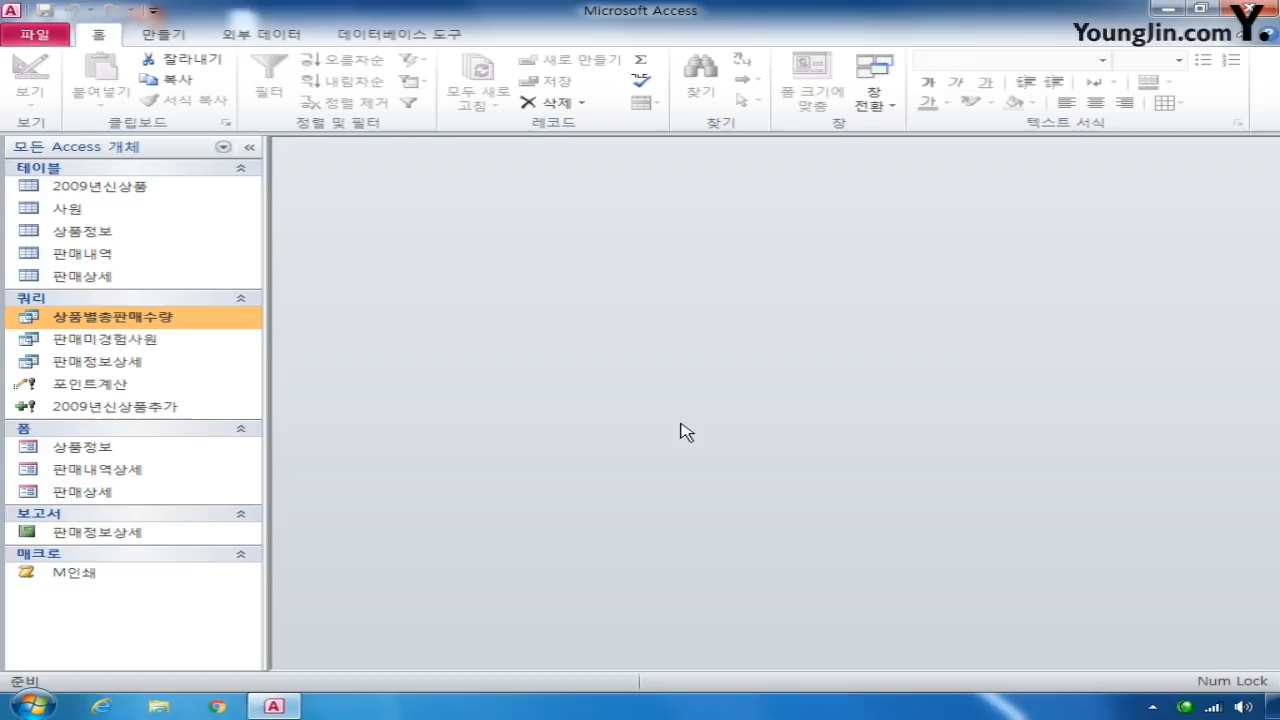 Microsoft Access
YoungJin.com Y.
파일 홈 만들기 외부 데이터 데이터베이스 도구
보기
붙여넣기
잘라내기
복사
서식 복사
필터
오름차순
내림차순
정렬 제거
모두 새로 고침
새로 만들기
저장
삭제
찾기
폼 크기에 맞춤
창 전환
가 가 가
가
보기 클립보드 정렬 및 필터 레코드 찾기 창 텍스트 서식
모든 Access 개체
테이블
2009년신상품
사원
상품정보
판매내역
판매상세
쿼리
상품별총판매수량
판매미경험사원
판매정보상세
포인트계산
2009년신상품추가
폼
상품정보
판매내역상세
판매상세
보고서
판매정보상세
매크로
M인쇄
준비
Num Lock